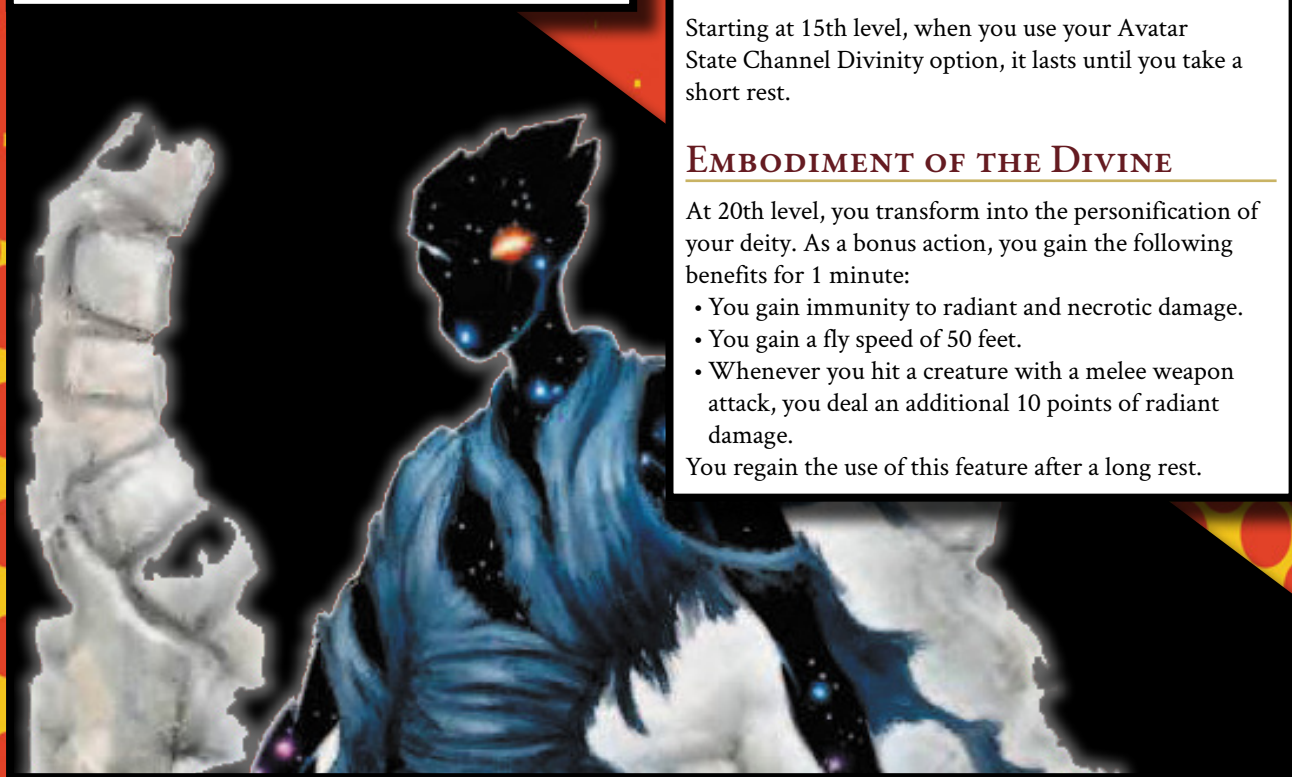 Starting at 15th level, when you use your Avatar
State Channel Divinity option, it lasts until you take a
short rest.
Embodiment of the Divine
At 20th level, you transform into the personification of
your deity. As a bonus action, you gain the following
benefits for 1 minute:
• You gain immunity to radiant and necrotic damage.
• You gain a fly speed of 50 feet.
• Whenever you hit a creature with a melee weapon
attack, you deal an additional 10 points of radiant
damage.
You regain the use of this feature after a long rest.